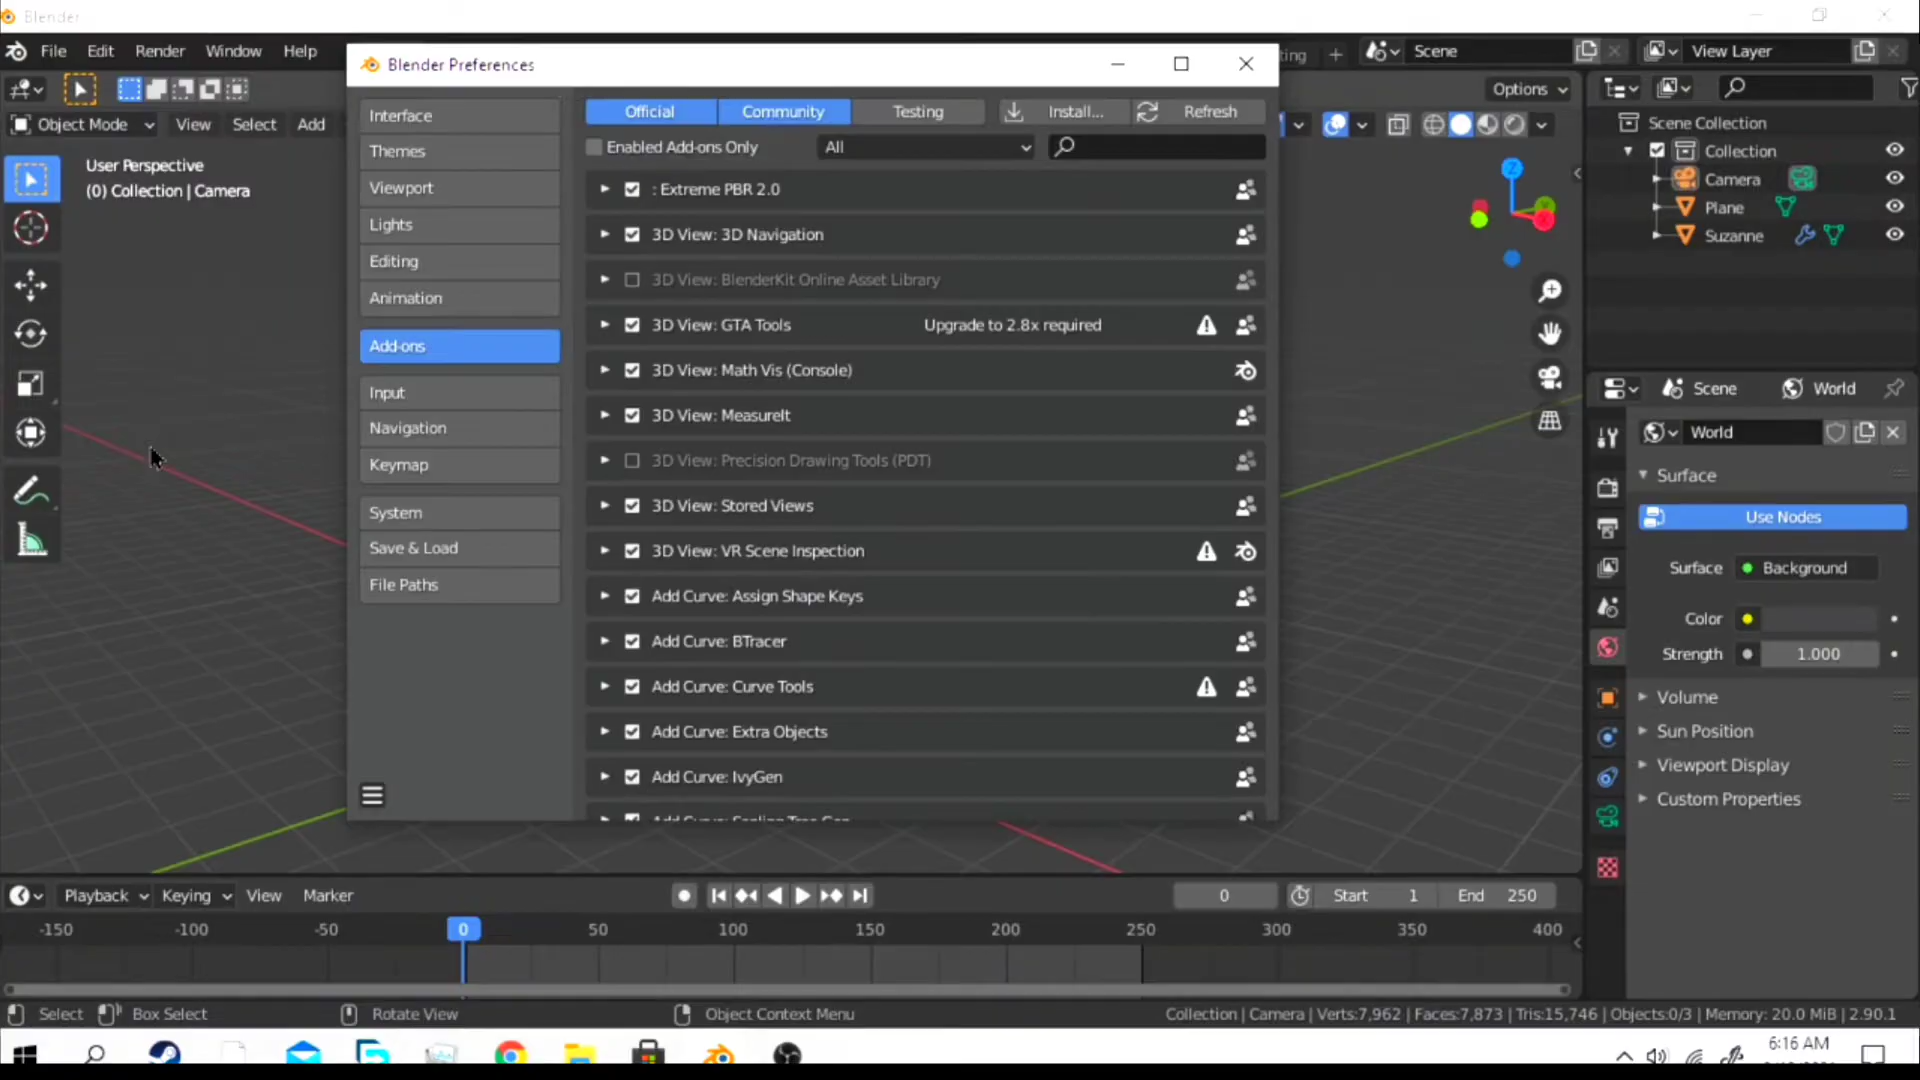 Blender
File Edit Render Window Help
Scene
View Layer
Blender Preferences
Options
Object Mode View Select Add
User Perspective
(0) Collection | Camera
Interface
Themes
Viewport
Lights
Editing
Animation
Add-ons
Input
Navigation
Keymap
System
Save & Load
File Paths
Official Community Testing Install... Refresh
Enabled Add-ons Only All
: Extreme PBR 2.0
3D View: 3D Navigation
3D View: BlenderKit Online Asset Library
3D View: GTA Tools Upgrade to 2.8x required
3D View: Math Vis (Console)
3D View: MeasureIt
3D View: Precision Drawing Tools (PDT)
3D View: Stored Views
3D View: VR Scene Inspection
Add Curve: Assign Shape Keys
Add Curve: BTracer
Add Curve: Curve Tools
Add Curve: Extra Objects
Add Curve: IvyGen
Z
Scene Collection
Collection
Camera
Plane
Suzanne
Scene World
World
Surface
Use Nodes
Surface Background
Color
Strength 1.000
Volume
Sun Position
Viewport Display
Custom Properties
Playback Keying View Marker
0 Start 1 End 250
-150 -100 -50 0 50 100 150 200 250 300 350 400
Select Box Select Rotate View Object Context Menu
Collection | Camera | Verts:7,962 | Faces:7,873 | Tris:15,746 | Objects:0/3 | Memory: 20.0 MiB | 2.90.1
6:16 AM